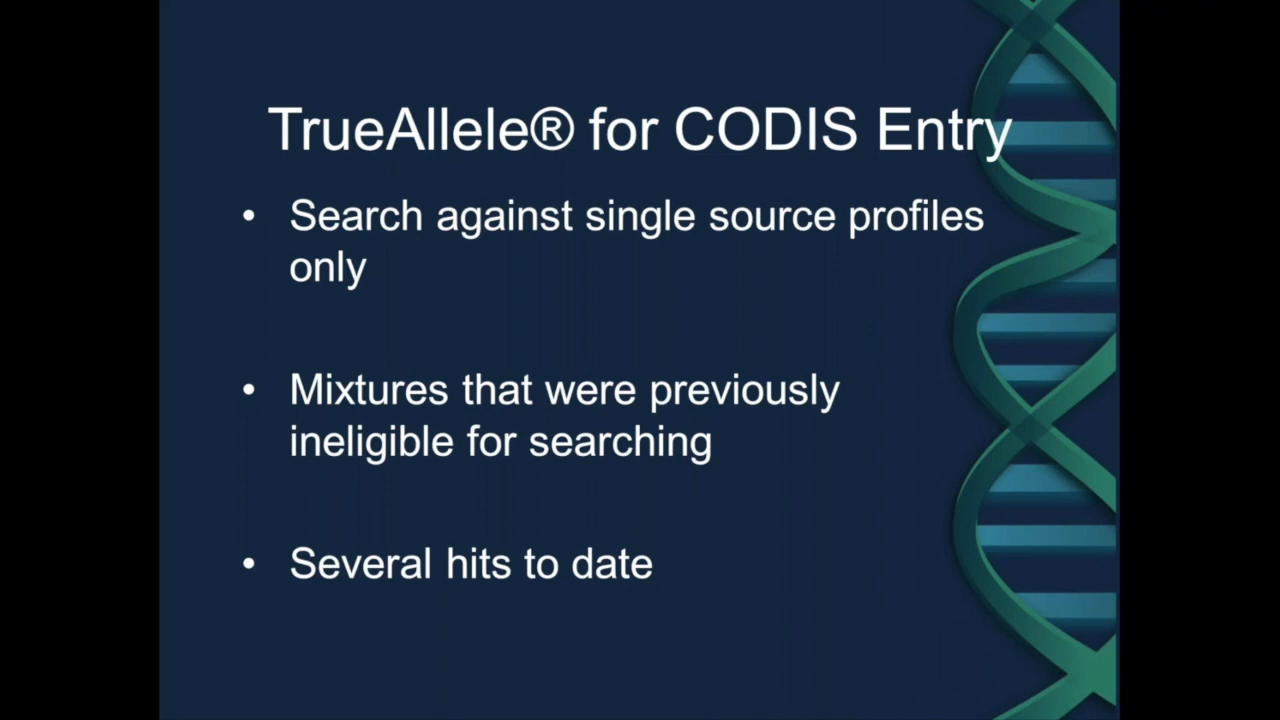 TrueAllele® for CODIS Entry
• Search against single source profiles
only
• Mixtures that were previously
ineligible for searching
• Several hits to date